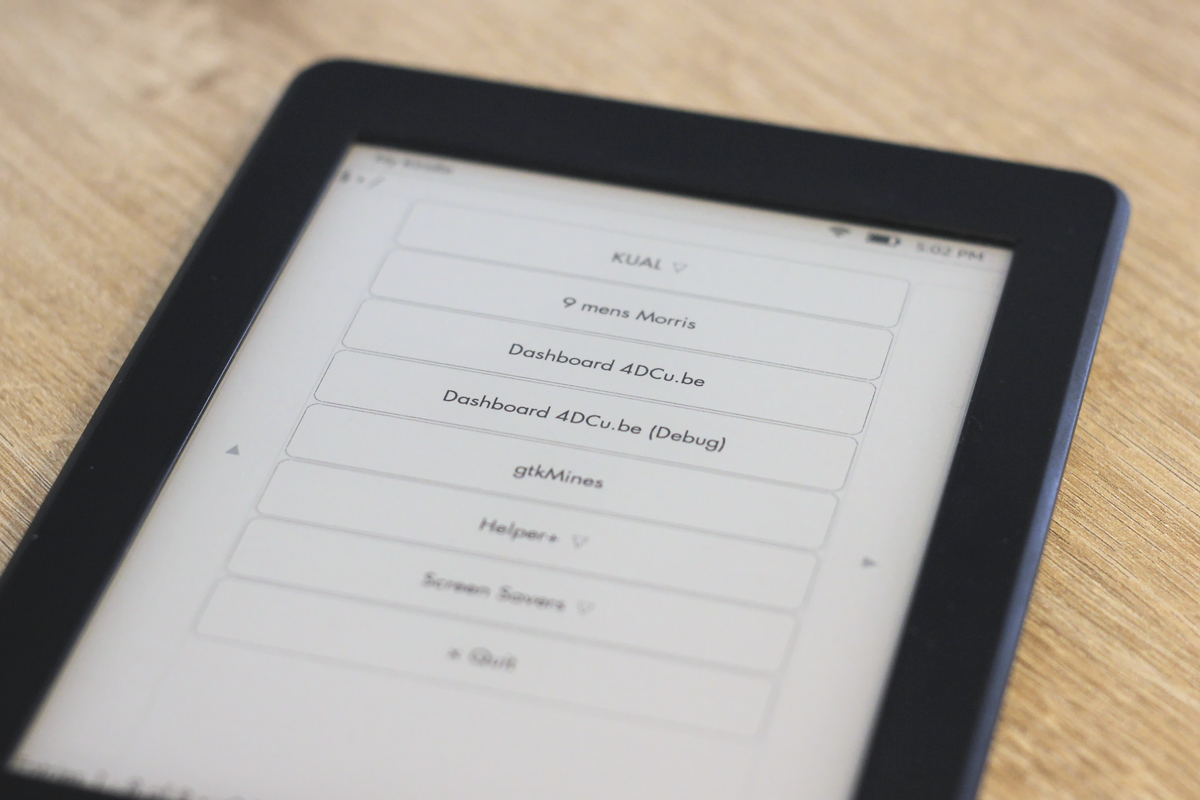 My Kindle
5:02 PM
KUAL ▽
9 mens Morris
Dashboard 4DCu.be
Dashboard 4DCu.be (Debug)
gtkMines
Helper+ ▽
Screen Savers ▽
Quit